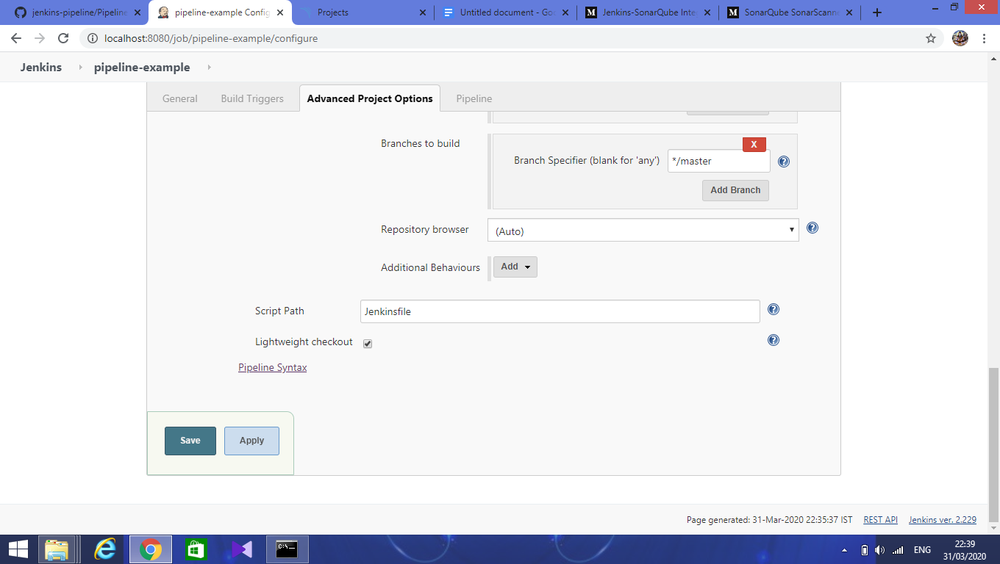 jenkins-pipeline/Pipeline pipeline-example Config Projects Untitled document - Go M Jenkins-SonarQube Inte M SonarQube SonarScanne
localhost:8080/job/pipeline-example/configure
Jenkins pipeline-example
General Build Triggers Advanced Project Options Pipeline
Branches to build
X
Branch Specifier (blank for 'any') */master ?
Add Branch
Repository browser (Auto) ?
Additional Behaviours Add
Script Path Jenkinsfile ?
Lightweight checkout ?
Pipeline Syntax
Save Apply
Page generated: 31-Mar-2020 22:35:37 IST REST API Jenkins ver. 2.229
C:\_
ENG 22:39
31/03/2020